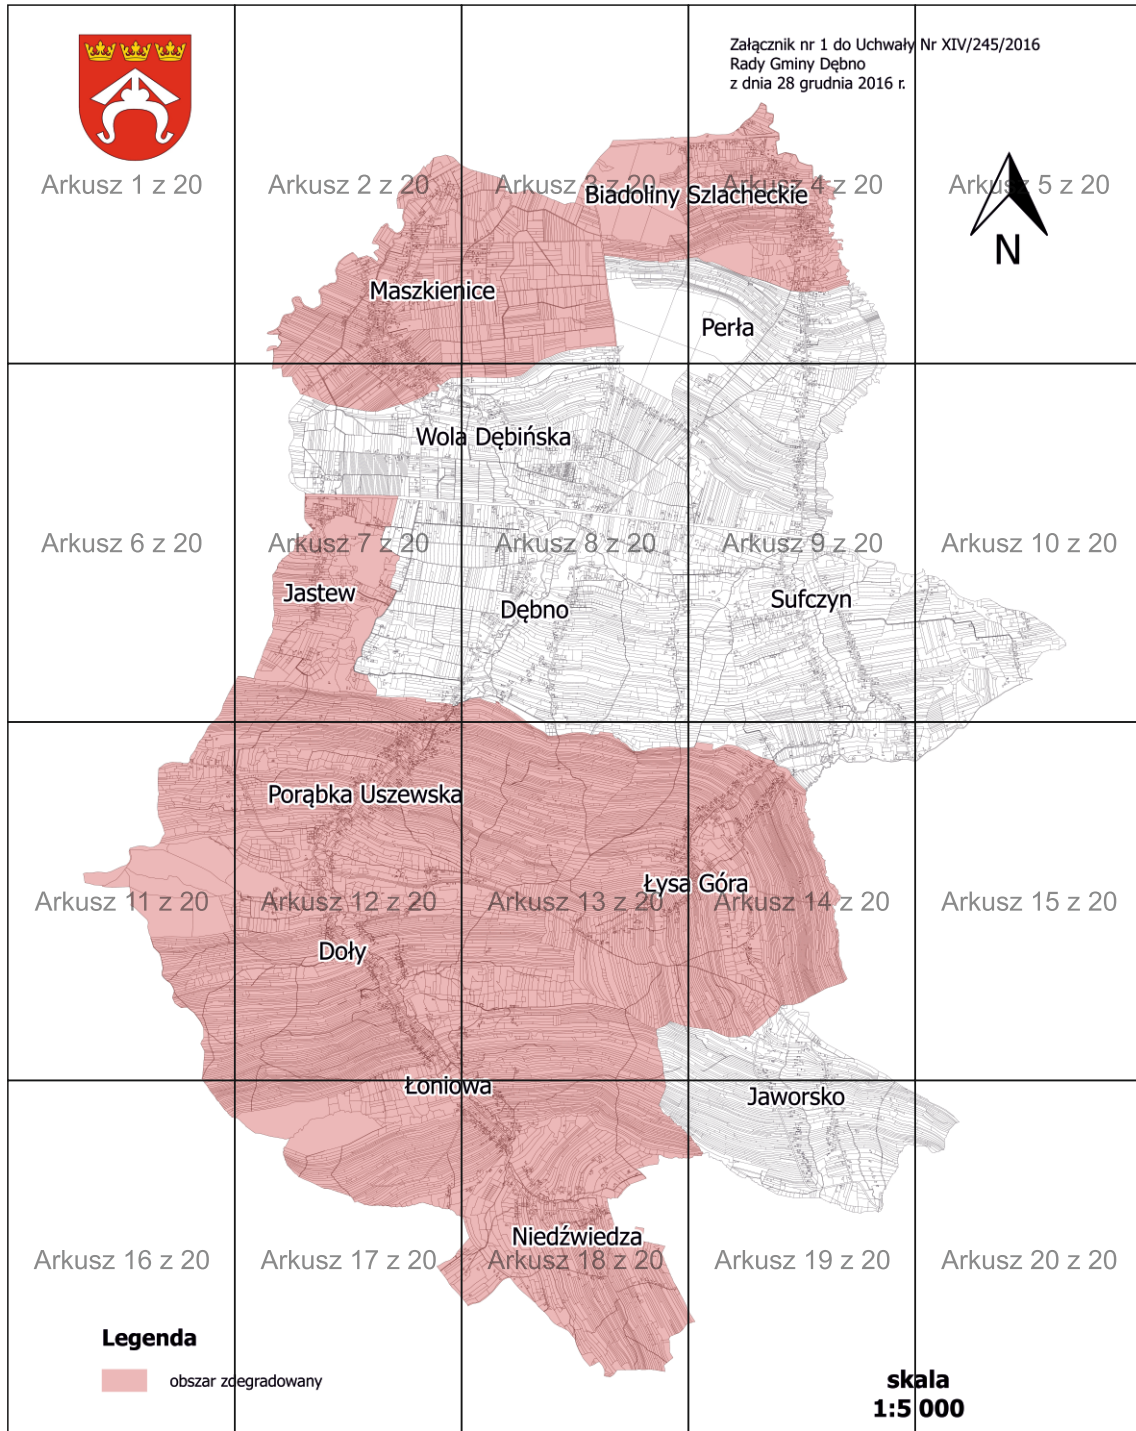 Załącznik nr 1 do Uchwały Nr XIV/245/2016
Rady Gminy Dębno
z dnia 28 grudnia 2016 r.
Arkusz 1 z 20
Arkusz 2 z 20
Arkusz 3 z 20
Arkusz 4 z 20
Arkusz 5 z 20
Biadoliny Szlacheckie
N
Maszkienice
Perła
Wola Dębińska
Arkusz 6 z 20
Arkusz 7 z 20
Arkusz 8 z 20
Arkusz 9 z 20
Arkusz 10 z 20
Jastew
Dębno
Sufczyn
Porąbka Uszewska
Łysa Góra
Arkusz 11 z 20
Arkusz 12 z 20
Arkusz 13 z 20
Arkusz 14 z 20
Arkusz 15 z 20
Doły
Łoniowa
Jaworsko
Niedźwiedza
Arkusz 16 z 20
Arkusz 17 z 20
Arkusz 18 z 20
Arkusz 19 z 20
Arkusz 20 z 20
Legenda
obszar zdegradowany
skala
1:5 000